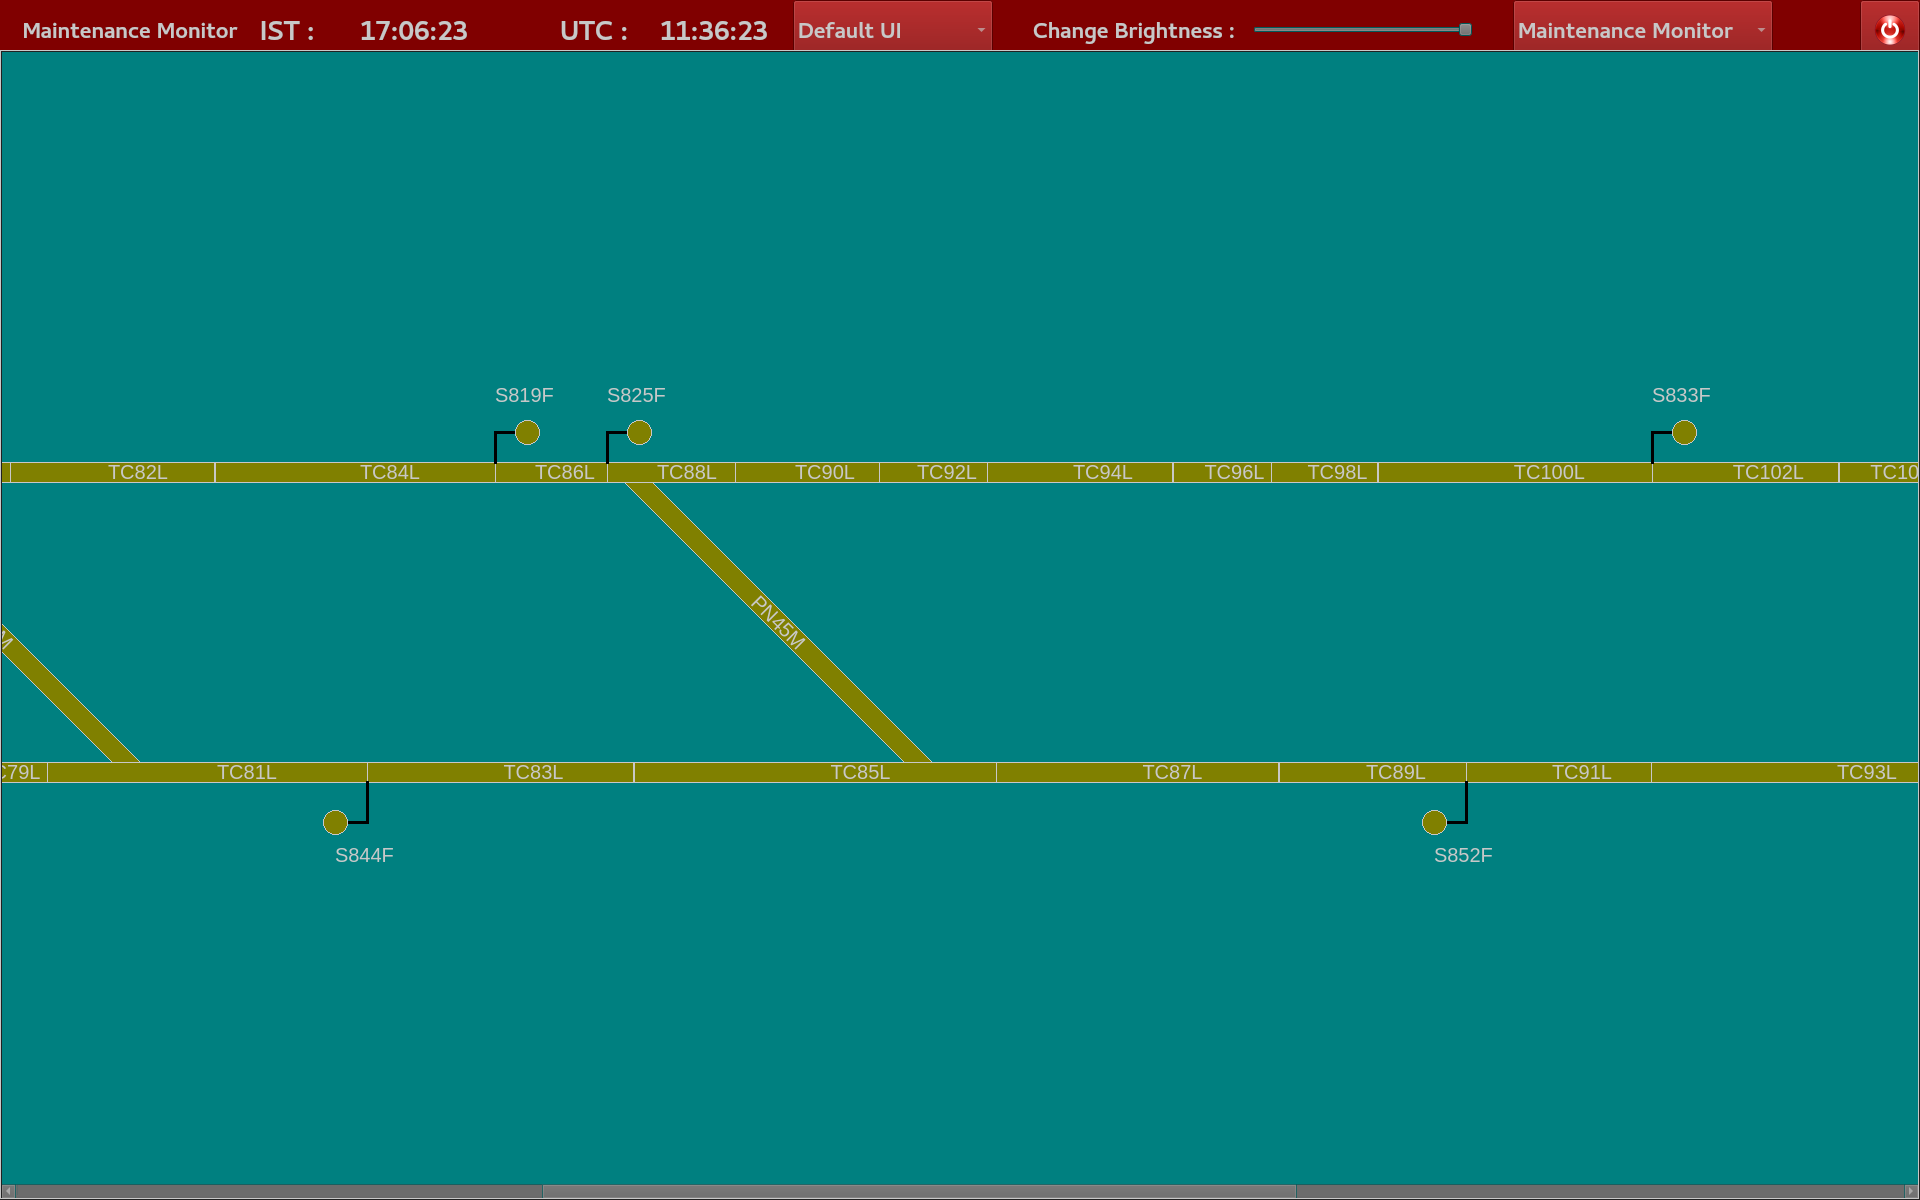 Maintenance Monitor IST : 17:06:23 UTC : 11:36:23 Default UI Change Brightness : Maintenance Monitor
S819F S825F S833F
TC82L TC84L TC86L TC88L TC90L TC92L TC94L TC96L TC98L TC100L TC102L TC10
PN45M
M
C79L TC81L TC83L TC85L TC87L TC89L TC91L TC93L
S844F S852F